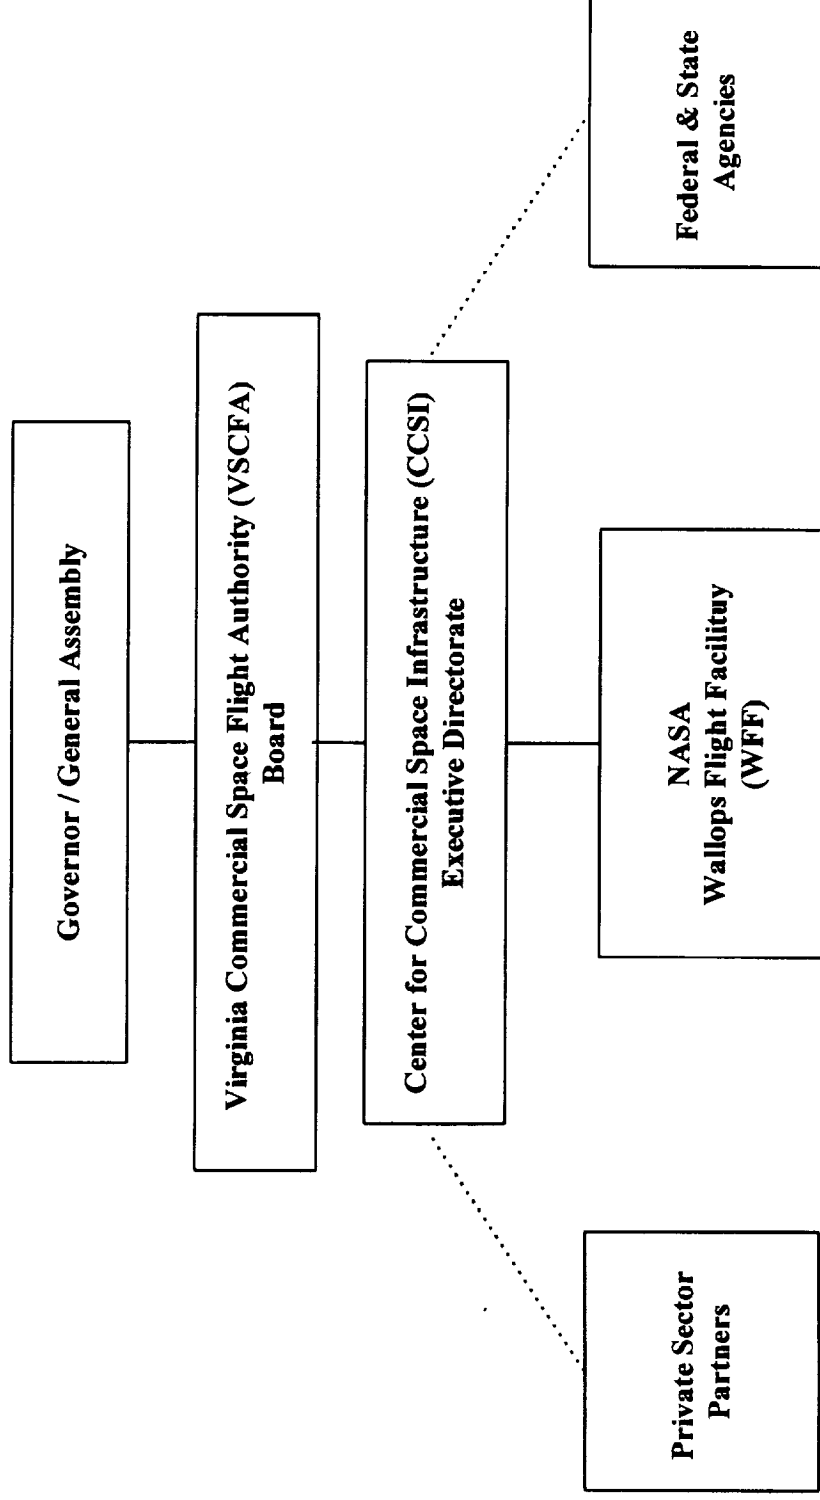 Governor / General Assembly
Virginia Commercial Space Flight Authority (VSCFA)
Board
Center for Commercial Space Infrastructure (CCSI)
Executive Directorate
Private Sector
Partners
NASA
Wallops Flight Facilituy
(WFF)
Federal & State
Agencies